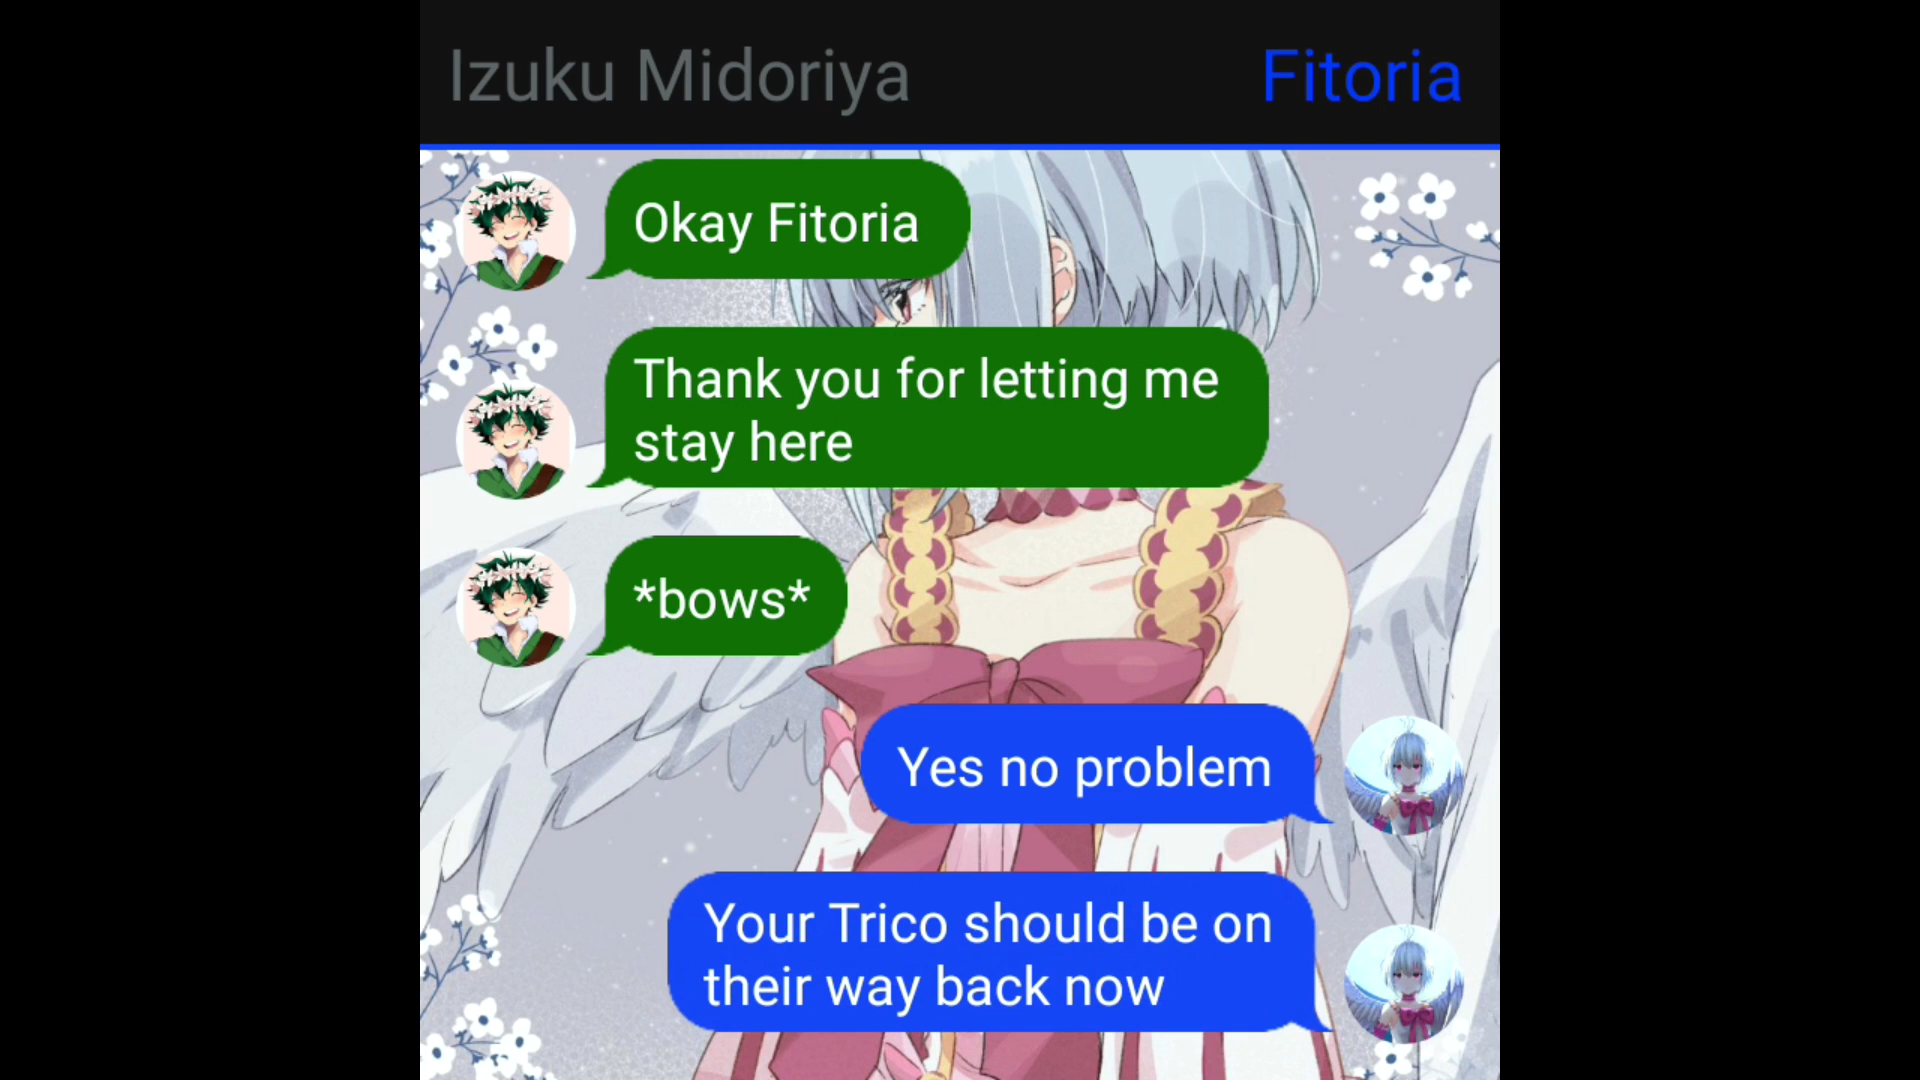 Izuku Midoriya
Fitoria
Okay Fitoria
Thank you for letting me
stay here
*bows*
Yes no problem
Your Trico should be on
their way back now